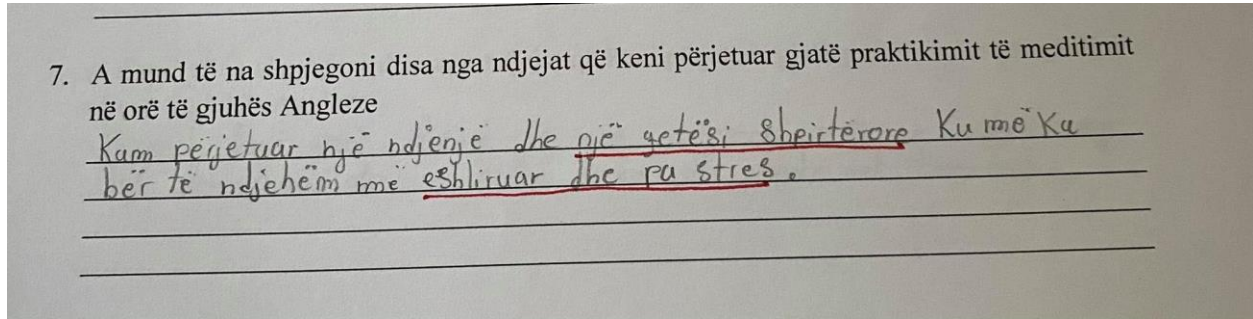 7. A mund të na shpjegoni disa nga ndjejat që keni përjetuar gjatë praktikimit të meditimit
në orë të gjuhës Angleze
Kam përjetuar një ndjenjë dhe një qetësi Shpirtërore Ku më Ka
bër të ndjehëm më eshliruar dhe pa stres.